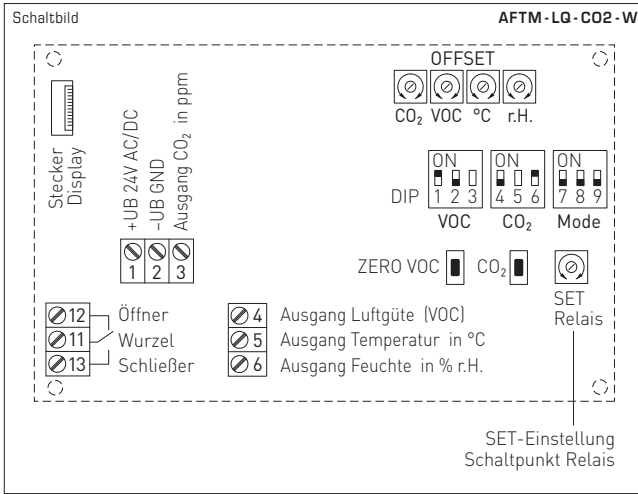 Schaltbild
AFTM-LQ-CO2-W
OFFSET
CO₂ VOC °C r.H.
Stecker
Display
+UB 24V AC/DC
–UB GND
Ausgang CO₂ in ppm
1 2 3
DIP
ON ON ON
1 2 3 4 5 6 7 8 9
VOC CO₂ Mode
ZERO VOC CO₂
SET
Relais
12 Öffner
11 Wurzel
13 Schließer
4 Ausgang Luftgüte (VOC)
5 Ausgang Temperatur in °C
6 Ausgang Feuchte in % r.H.
SET-Einstellung
Schaltpunkt Relais